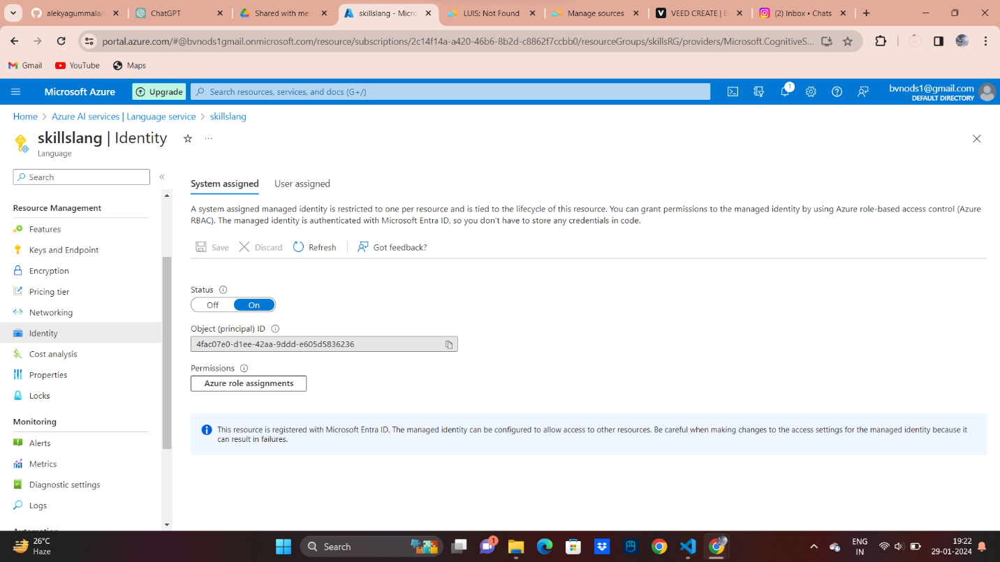 alekyagummala/
ChatGPT
Shared with me
skillslang - Micro
LUIS: Not Found
Manage sources
VEED CREATE | E
(2) Inbox • Chats
portal.azure.com/#@bvnods1gmail.onmicrosoft.com/resource/subscriptions/2c14f14a-a420-46b6-8b2d-c8862f7ccbb0/resourceGroups/skillsRG/providers/Microsoft.CognitiveS...
Gmail
YouTube
Maps
Microsoft Azure
Upgrade
Search resources, services, and docs (G+/)
1
bvnods1@gmail.com
DEFAULT DIRECTORY
Home > Azure AI services | Language service > skillslang
skillslang | Identity
Language
Search
Resource Management
Features
Keys and Endpoint
Encryption
Pricing tier
Networking
Identity
Cost analysis
Properties
Locks
Monitoring
Alerts
Metrics
Diagnostic settings
Logs
Automation
System assigned
User assigned
A system assigned managed identity is restricted to one per resource and is tied to the lifecycle of this resource. You can grant permissions to the managed identity by using Azure role-based access control (Azure
RBAC). The managed identity is authenticated with Microsoft Entra ID, so you don't have to store any credentials in code.
Save
Discard
Refresh
Got feedback?
Status
Off
On
Object (principal) ID
4fac07e0-d1ee-42aa-9ddd-e605d5836236
Permissions
Azure role assignments
This resource is registered with Microsoft Entra ID. The managed identity can be configured to allow access to other resources. Be careful when making changes to the access settings for the managed identity because it
can result in failures.
26°C
Haze
Search
1
ENG
IN
19:22
29-01-2024